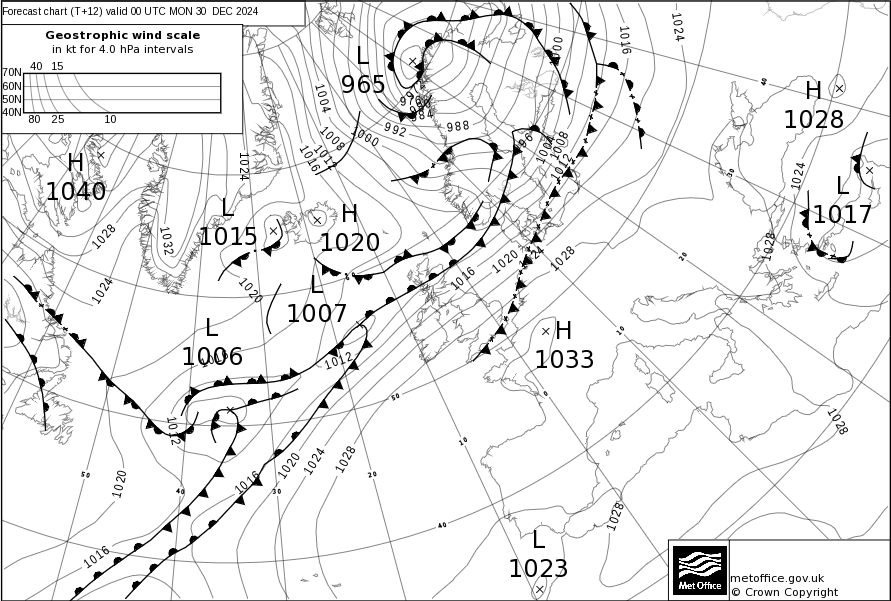 Forecast chart (T+12) valid 00 UTC MON 30 DEC 2024
Geostrophic wind scale
in kt for 4.0 hPa intervals
40 15
70N
60N
50N
40N
80 25 10
L
965
H
1028
H
1040
L
1015
H
1020
L
1017
L
1007
L
1006
H
1033
L
1023
1004
1008
1012
1016
1000
992
988
984
1000
1016
1024
1004
1008
1012
1024
1028
1032
1024
1020
1016
1020
1024
1028
1024
1028
1012
1012
1020
1016
1016
1020
1024
1028
1028
1028
50
40
30
20
10
40
50
0
10
20
30
40
metoffice.gov.uk
© Crown Copyright
Met Office